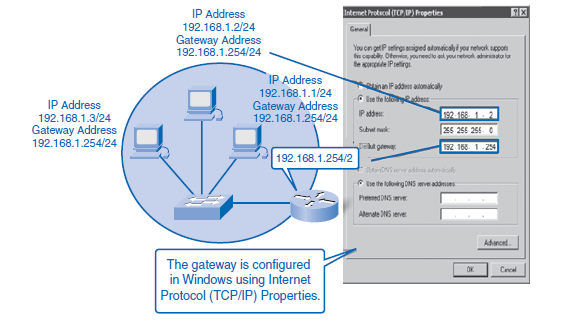 IP Address
192.168.1.2/24
Gateway Address
192.168.1.254/24
IP Address
192.168.1.1/24
Gateway Address
192.168.1.254/24
IP Address
192.168.1.3/24
Gateway Address
192.168.1.254/24
192.168.1.254/2
The gateway is configured
in Windows using Internet
Protocol (TCP/IP) Properties.
Internet Protocol (TCP/IP) Properties
General
You can get IP settings assigned automatically if your network supports
this capability. Otherwise, you need to ask your network administrator for
the appropriate IP settings.
Obtain an IP address automatically
Use the following IP address:
IP address: 192 . 168 . 1 . 2
Subnet mask: 255 . 255 . 255 . 0
gateway: 192 . 168 . 1 . 254
Obtain DNS server address automatically
Use the following DNS server addresses:
Preferred DNS server:
Alternate DNS server:
Advanced...
OK Cancel